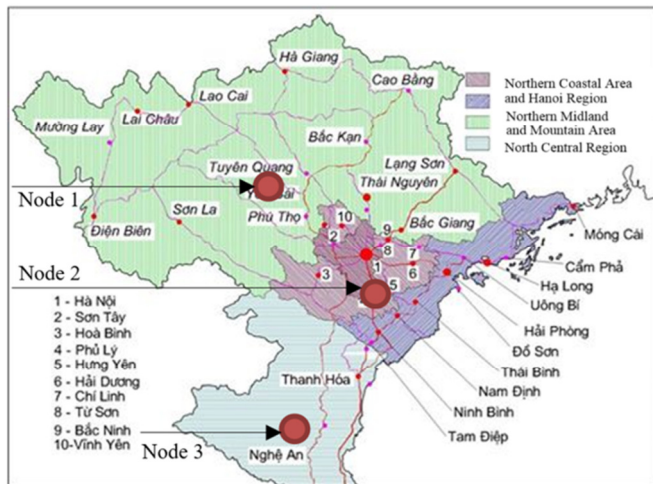 Hà Giang
Cao Bằng
Lao Cai
Lai Châu
Mường Lay
Bắc Kạn
Tuyên Quang
Lạng Sơn
Node 1
Thái Nguyên
Phú Thọ
Sơn La
Điện Biên
Bắc Giang
Móng Cái
10
9
2
8
7
1
6
3
5
Node 2
Cẩm Phả
Hạ Long
Uông Bí
Hải Phòng
Đồ Sơn
Thái Bình
Nam Định
Ninh Bình
Tam Điệp
Thanh Hóa
Nghệ An
Node 3
Northern Coastal Area
and Hanoi Region
Northern Midland
and Mountain Area
North Central Region
1 - Hà Nội
2 - Sơn Tây
3 - Hoà Bình
4 - Phủ Lý
5 - Hưng Yên
6 - Hải Dương
7 - Chí Linh
8 - Từ Sơn
9 - Bắc Ninh
10-Vĩnh Yên